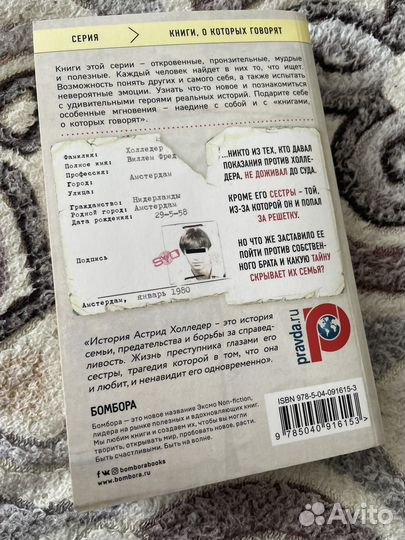 СЕРИЯ > КНИГИ, О КОТОРЫХ ГОВОРЯТ
Книги этой серии – откровенные, пронзительные, мудрые
и полезные. Каждый человек найдет в них то, что ищет.
Возможность понять других и самого себя, а также испытать
невероятные эмоции. Узнать что-то новое и познакомиться
с удивительными героями реальных историй. Подарите себе
особенные мгновения – наедине с собой и с «книгами,
о которых говорят».
Фамилия: Холледер
Полное имя: Виллем Фред
Профессия:
Город: Амстердам
Улица:
Гражданство: Нидерланды
Родной город: Амстердам
Дата рождения: 29-5-58
Подпись
Амстердам, январь 1980
...НИКТО ИЗ ТЕХ, КТО ДАВАЛ
ПОКАЗАНИЯ ПРОТИВ ХОЛЛЕ-
ДЕРА, НЕ ДОЖИВАЛ ДО СУДА.
КРОМЕ ЕГО СЕСТРЫ – ТОЙ,
ИЗ-ЗА КОТОРОЙ ОН И ПОПАЛ
ЗА РЕШЕТКУ.
НО ЧТО ЖЕ ЗАСТАВИЛО ЕЕ
ПОЙТИ ПРОТИВ СОБСТВЕН-
НОГО БРАТА И КАКУЮ ТАЙНУ
СКРЫВАЕТ ИХ СЕМЬЯ?
«История Астрид Холледер – это история
семьи, предательства и борьбы за справед-
ливость. Жизнь преступника глазами его
сестры, трагедия которой в том, что она
и любит, и ненавидит его одновременно».
pravda.ru
БОМБОРА
Бомбора – это новое название Эксмо Non-fiction,
лидера на рынке полезных и вдохновляющих книг.
Мы любим книги и создаем их, чтобы вы могли
творить, открывать мир, пробовать новое, расти.
Быть счастливыми. Быть на волне.
bomborabooks
bombora.ru
ISBN 978-5-04-091615-3
9 785040 916153
Avito